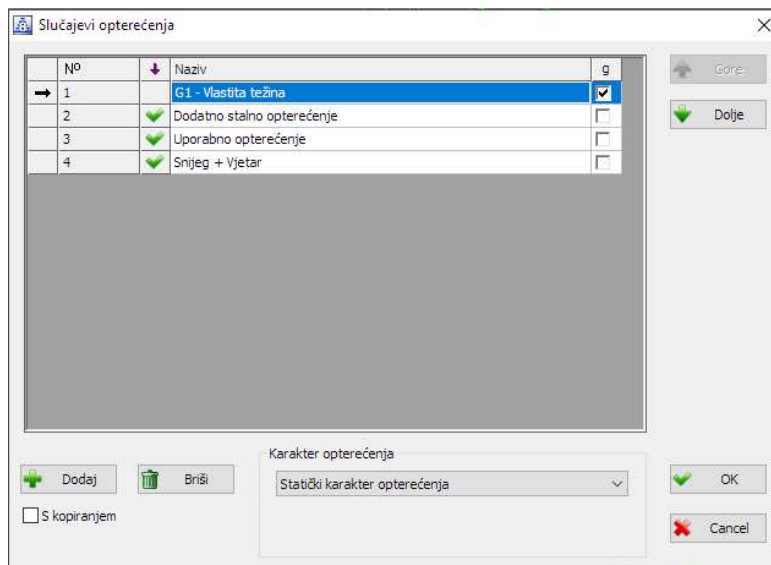 Slučajevi opterećenja
Nº Naziv g
1 G1 - Vlastita težina
2 Dodatno stalno opterećenje
3 Uporabno opterećenje
4 Snijeg + Vjetar
Gore
Dolje
Karakter opterećenja
Dodaj Briši Statički karakter opterećenja OK
S kopiranjem
Cancel